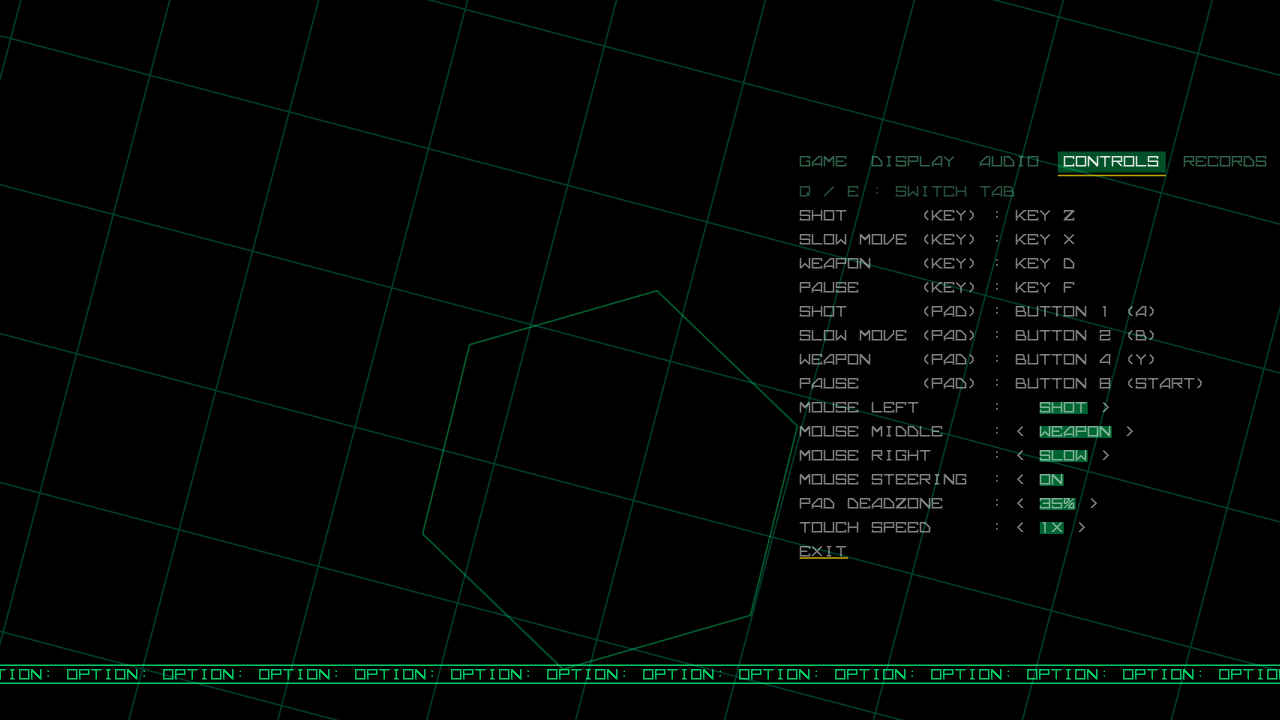 GAME DISPLAY AUDIO CONTROLS RECORDS
Q / E : SWITCH TAB
SHOT (KEY) : KEY Z
SLOW MOVE (KEY) : KEY X
WEAPON (KEY) : KEY D
PAUSE (KEY) : KEY F
SHOT (PAD) : BUTTON 1 (A)
SLOW MOVE (PAD) : BUTTON 2 (B)
WEAPON (PAD) : BUTTON 4 (Y)
PAUSE (PAD) : BUTTON 8 (START)
MOUSE LEFT : SHOT >
MOUSE MIDDLE : < WEAPON >
MOUSE RIGHT : < SLOW >
MOUSE STEERING : < ON
PAD DEADZONE : < 35% >
TOUCH SPEED : < 1X >
EXIT
TION: OPTION: OPTION: OPTION: OPTION: OPTION: OPTION: OPTION: OPTION: OPTION: OPTION: OPTION: OPTION: OPTIO